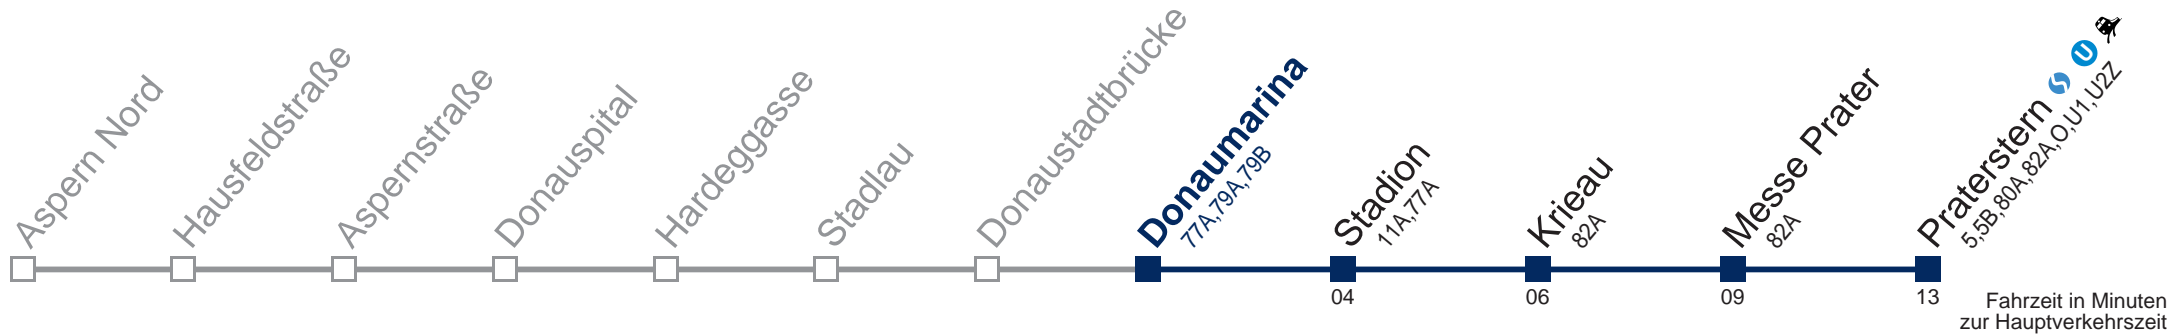 Aspern Nord
Hausfeldstraße
Aspernstraße
Donauspital
Hardeggasse
Stadlau
Donaustadtbrücke
Donaumarina
77A,79A,79B
Stadion
11A,77A
Krieau
82A
Messe Prater
82A
Praterstern S U
5,5B,80A,82A,O,U1,U2Z
04
06
09
13
Fahrzeit in Minuten
zur Hauptverkehrszeit